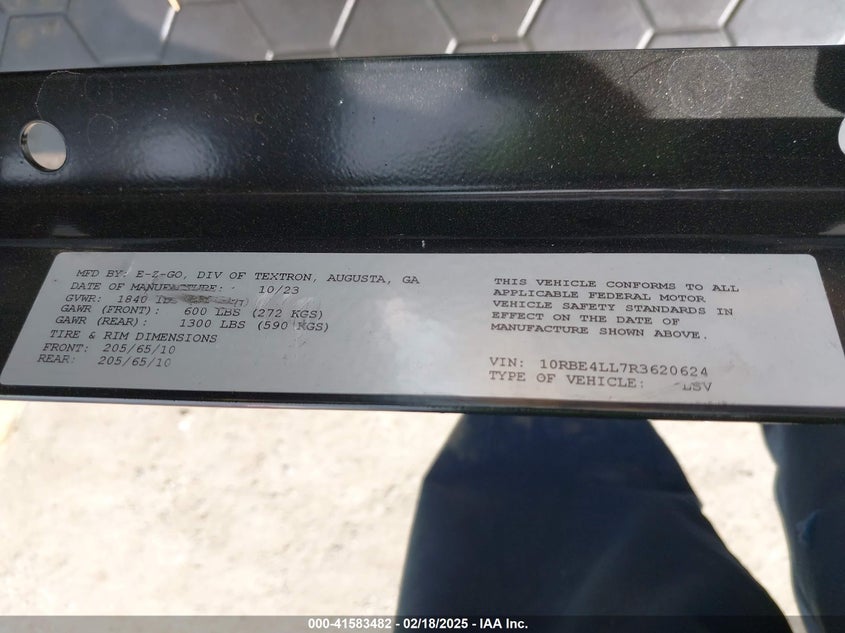 MFD BY: E-Z-GO, DIV OF TEXTRON, AUGUSTA, GA
DATE OF MANUFACTURE: 10/23
GVWR: 1840
GAWR (FRONT): 600 LBS (272 KGS)
GAWR (REAR): 1300 LBS (590 KGS)
TIRE & RIM DIMENSIONS
FRONT: 205/65/10
REAR: 205/65/10
THIS VEHICLE CONFORMS TO ALL
APPLICABLE FEDERAL MOTOR
VEHICLE SAFETY STANDARDS IN
EFFECT ON THE DATE OF
MANUFACTURE SHOWN ABOVE.
VIN: 10RBE4LL7R3620624
TYPE OF VEHICLE: LSV
000-41583482 - 02/18/2025 - IAA Inc.